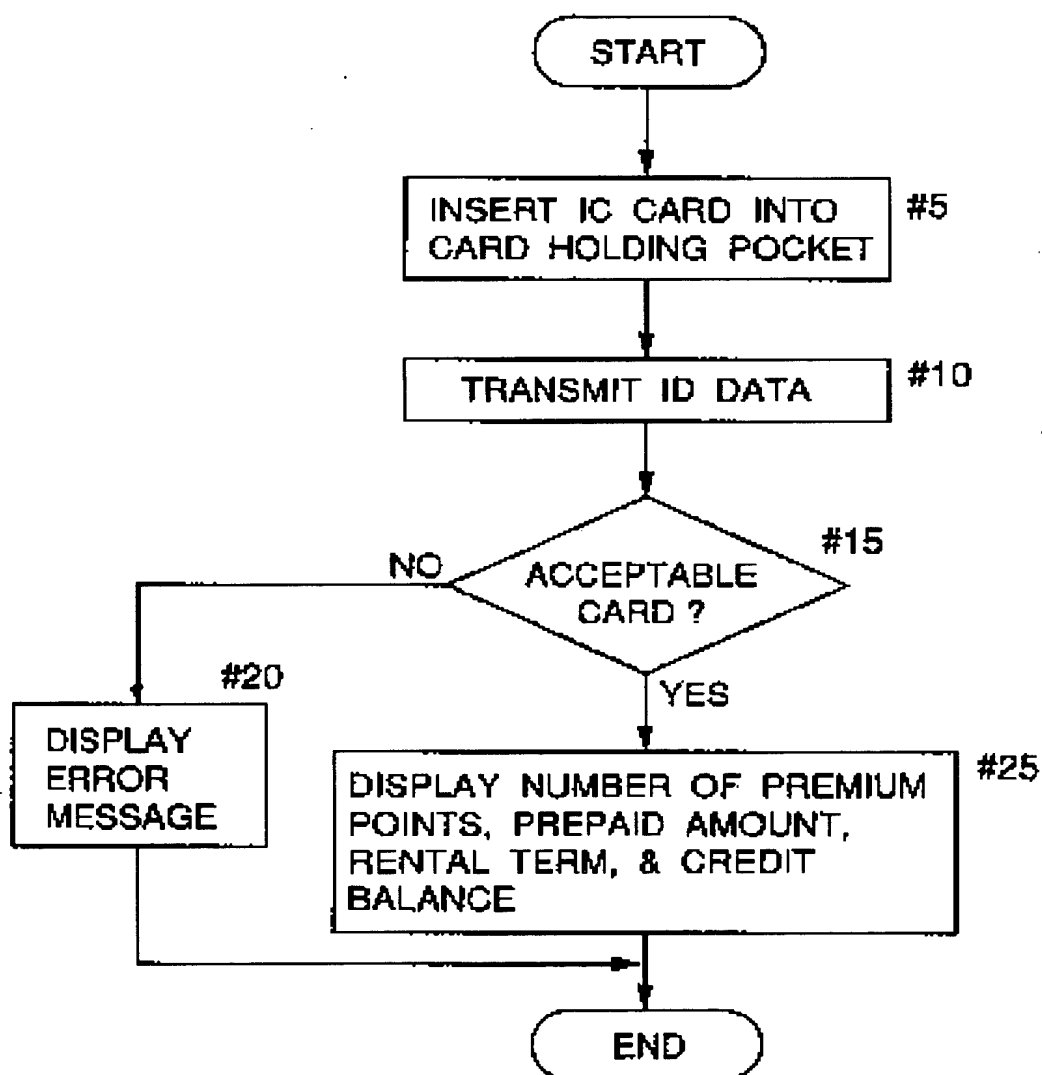 START
INSERT IC CARD INTO
CARD HOLDING POCKET
#5
TRANSMIT ID DATA
#10
ACCEPTABLE
CARD ?
#15
NO
YES
#20
DISPLAY
ERROR
MESSAGE
DISPLAY NUMBER OF PREMIUM
POINTS, PREPAID AMOUNT,
RENTAL TERM, & CREDIT
BALANCE
#25
END